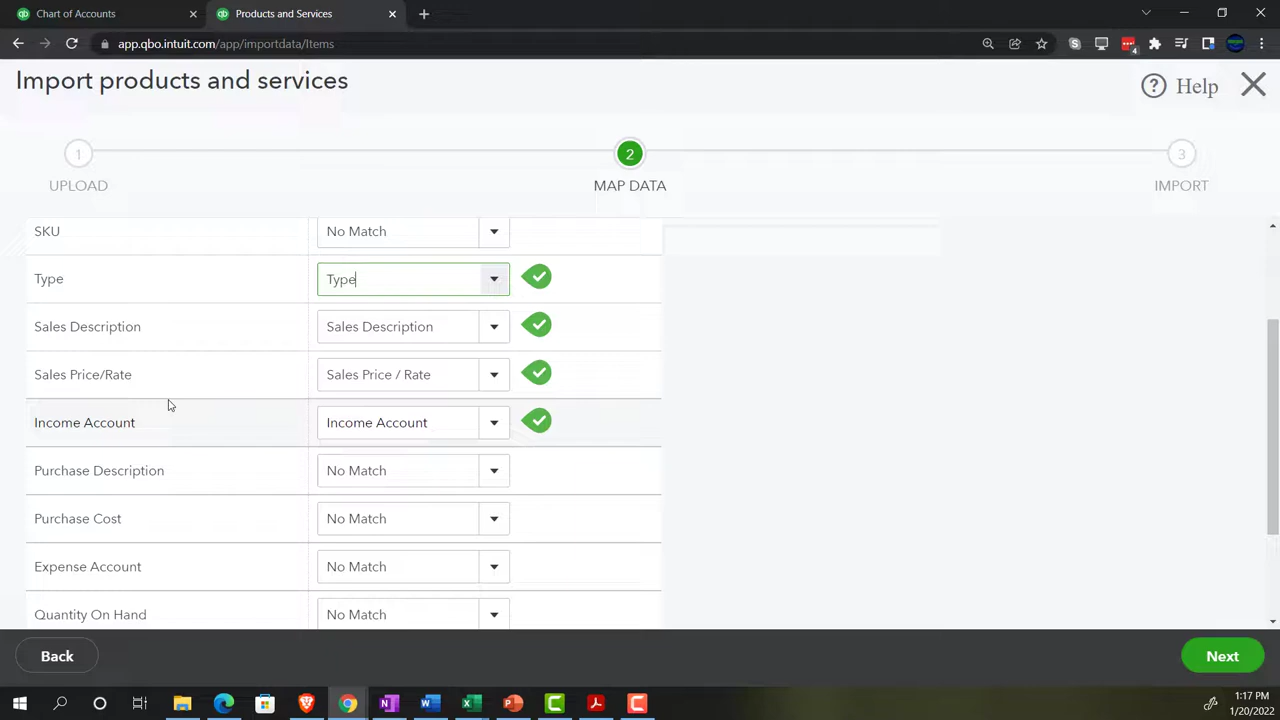 Chart of Accounts
Products and Services
app.qbo.intuit.com/app/importdata/Items
4
Import products and services
Help
1
2
3
UPLOAD
MAP DATA
IMPORT
SKU
No Match
Type
Type
Sales Description
Sales Description
Sales Price/Rate
Sales Price / Rate
Income Account
Income Account
Purchase Description
No Match
Purchase Cost
No Match
Expense Account
No Match
Quantity On Hand
No Match
Back
Next
1:17 PM
1/20/2022